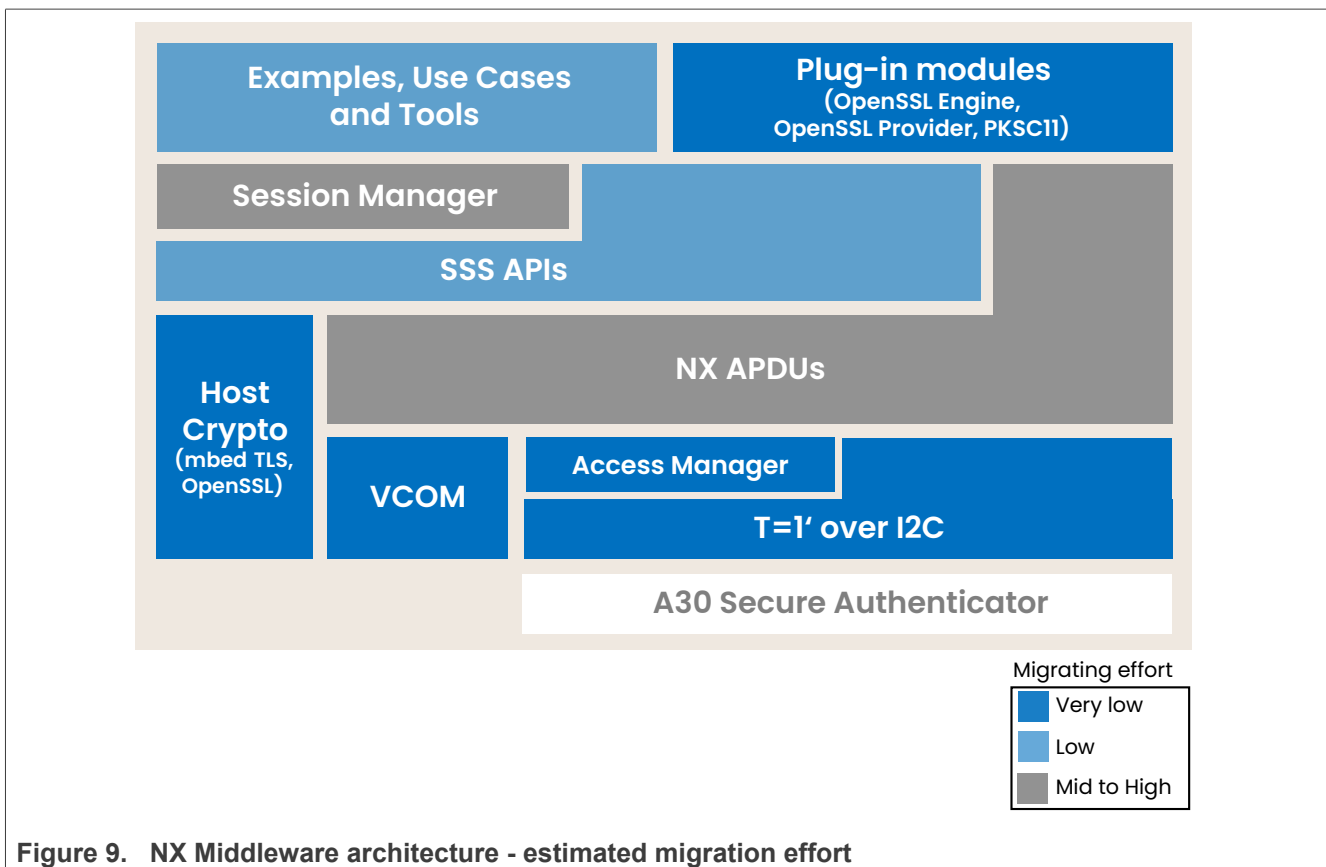 Examples, Use Cases
and Tools
Plug-in modules
(OpenSSL Engine,
OpenSSL Provider, PKSC11)
Session Manager
SSS APIs
NX APDUs
Host
Crypto
(mbed TLS,
OpenSSL)
VCOM
Access Manager
T=1‘ over I2C
A30 Secure Authenticator
Migrating effort
Very low
Low
Mid to High
Figure 9. NX Middleware architecture - estimated migration effort